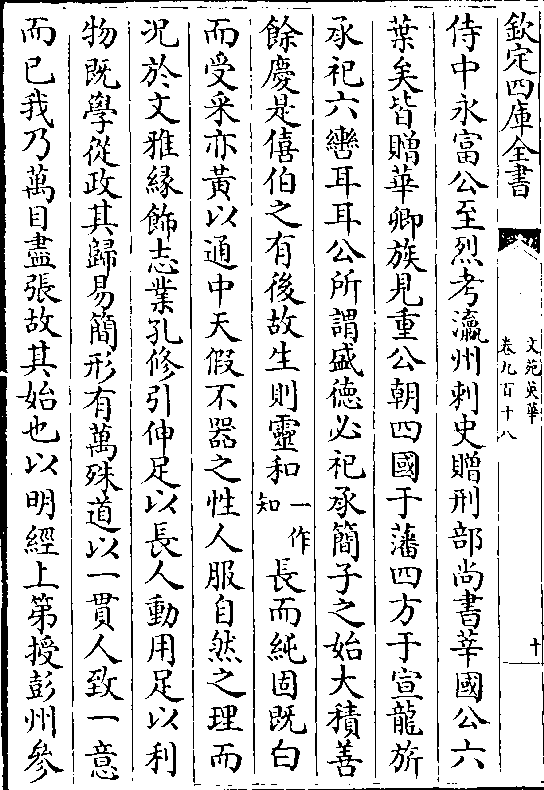 欽定四庫全書
文苑英華
卷九百十八
十
侍中永富公至烈考瀛州刺史贈刑部尚書莘國公六
葉矣皆贈華卿族見重公朝四國于藩四方于宣龍旂
承祀六轡耳耳公所謂盛德必祀承簡子之始大積善
餘慶是僖伯之有後故生則靈和一作知長而純固既白
而受采亦黃以通中天假不器之性人服自然之理而
况於文雅縁飾志業孔修引伸足以長人動用足以利
物既學從政其歸易簡形有萬殊道以一貫人致一意
而已我乃萬目盡張故其始也以明經上第授彭州參